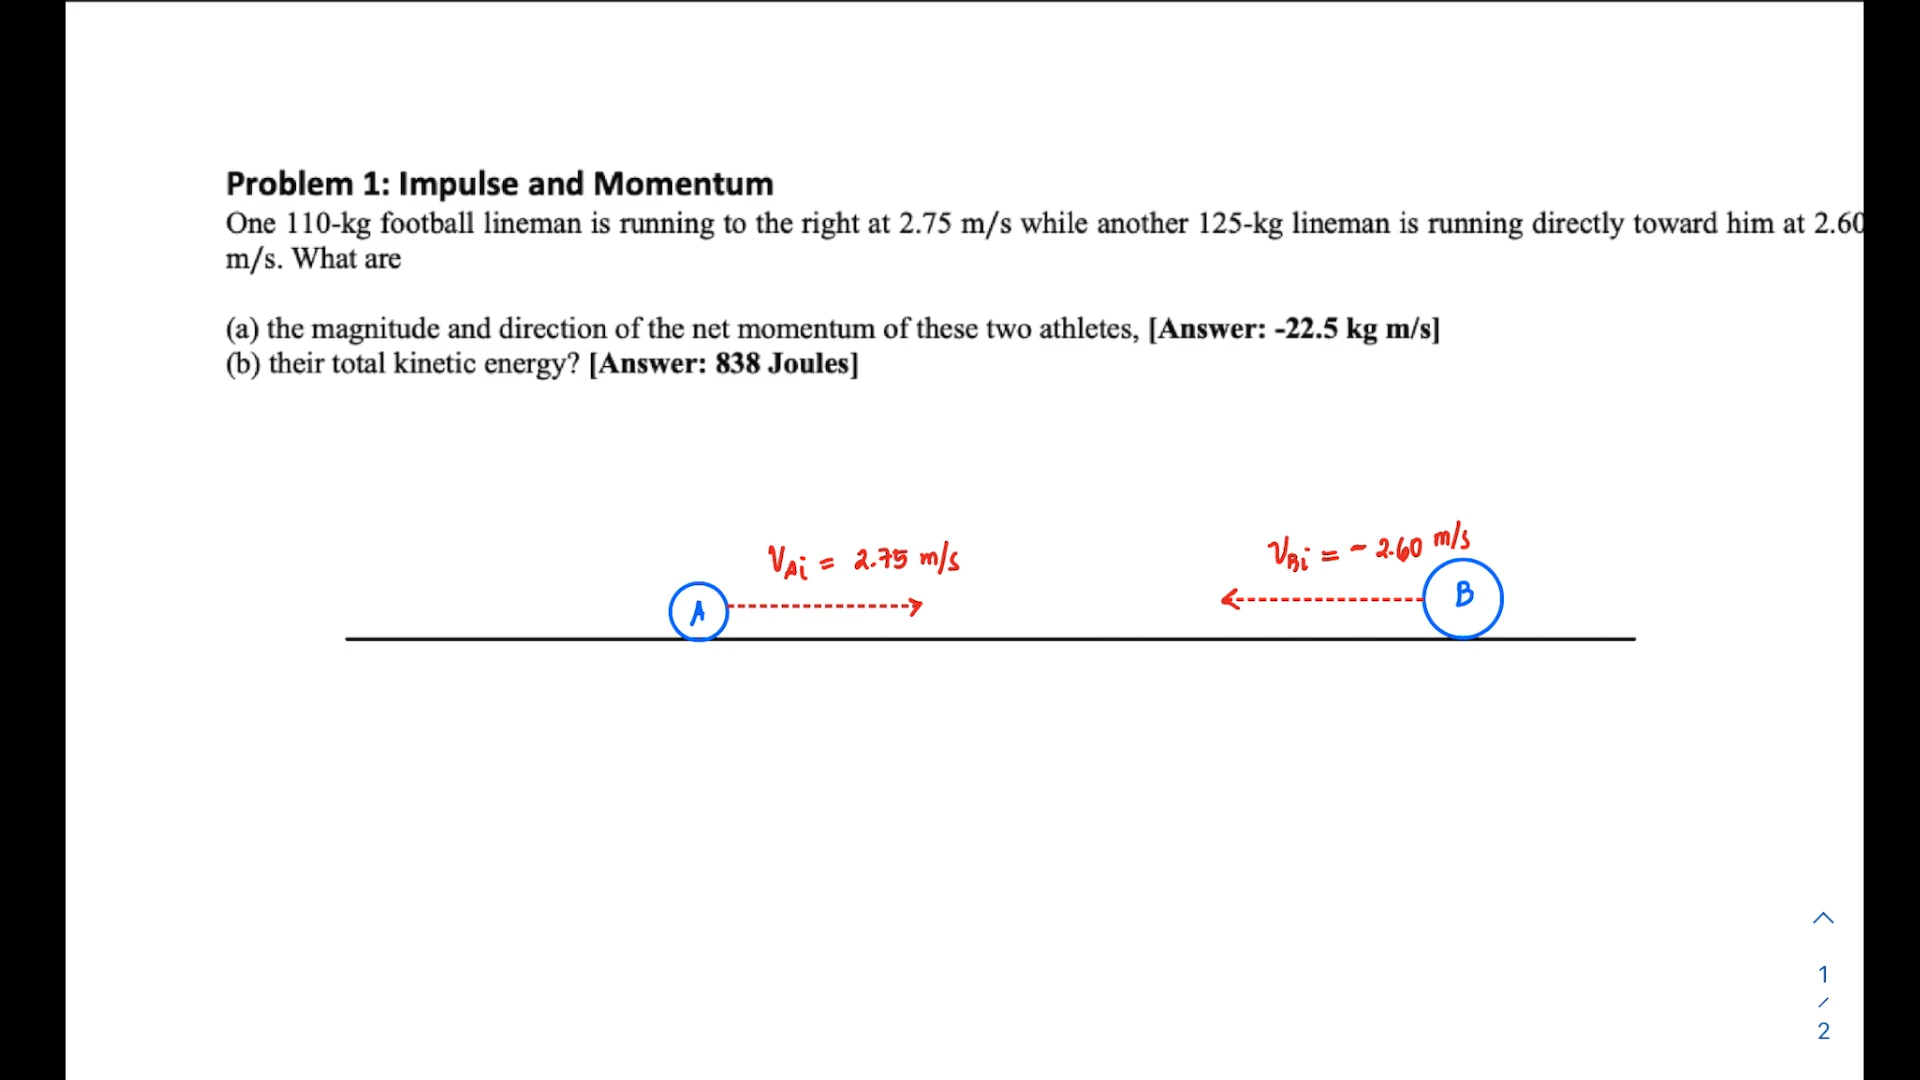 Problem 1: Impulse and Momentum
One 110-kg football lineman is running to the right at 2.75 m/s while another 125-kg lineman is running directly toward him at 2.60
m/s. What are
(a) the magnitude and direction of the net momentum of these two athletes, [Answer: -22.5 kg m/s]
(b) their total kinetic energy? [Answer: 838 Joules]
V_Ai = 2.75 m/s
V_Bi = - 2.60 m/s
A
B
1
/
2